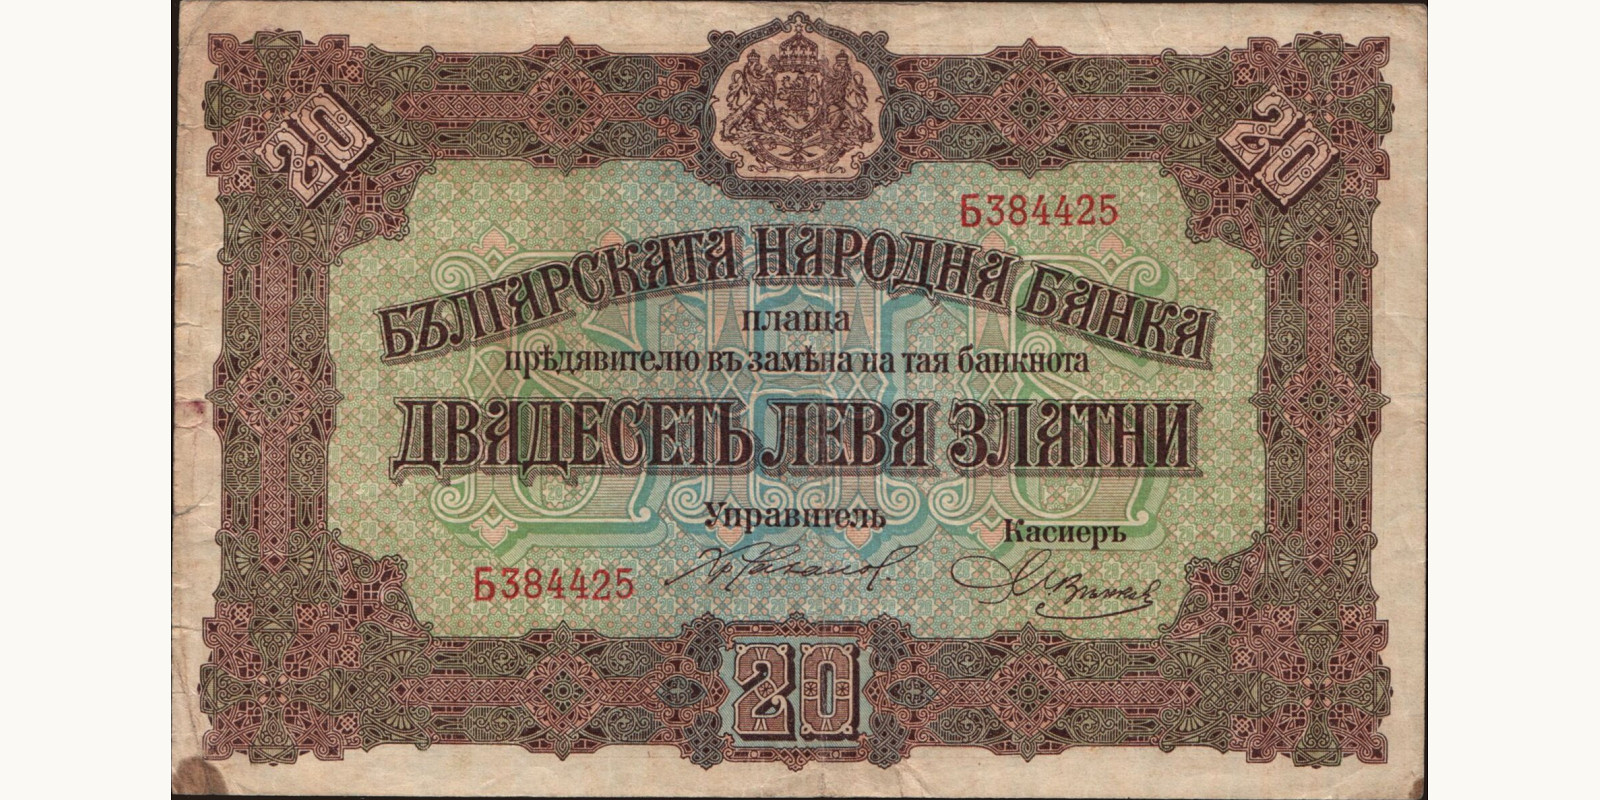 20
20
Б384425
БЪЛГАРСКАТА НАРОДНА БАНКА
плаща
прѣдявителю въ замѣна на тая банкнота
ДВАДЕСЕТЬ ЛЕВА ЗЛАТНИ
Управитель
Касиеръ
Б384425
20